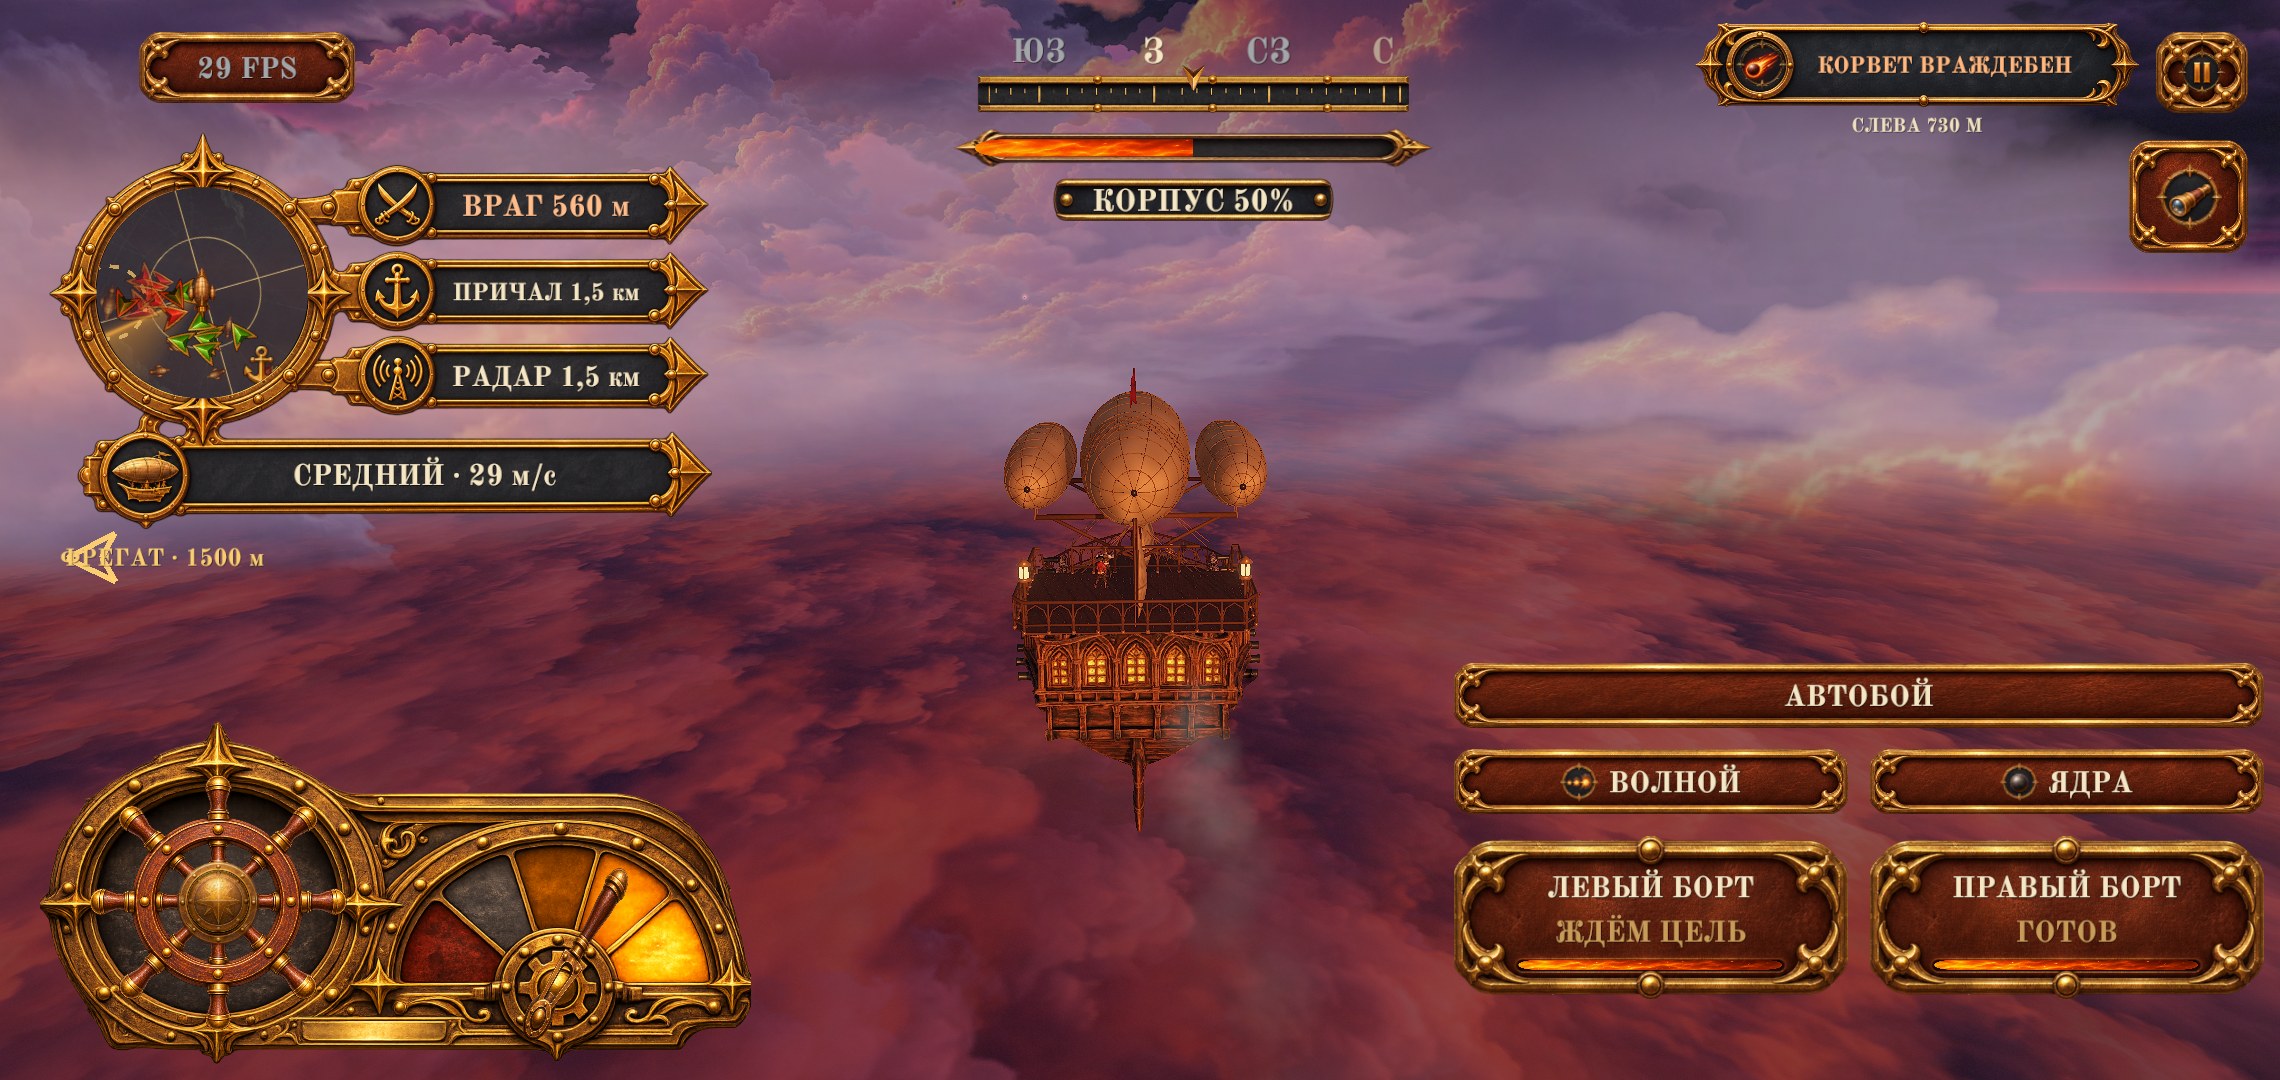 29 FPS
ЮЗ З СЗ С
КОРВЕТ ВРАЖДЕБЕН
СЛЕВА 730 М
ВРАГ 560 м
КОРПУС 50%
ПРИЧАЛ 1,5 км
РАДАР 1,5 км
СРЕДНИЙ · 29 м/с
ФРЕГАТ · 1500 м
АВТОБОЙ
ВОЛНОЙ
ЯДРА
ЛЕВЫЙ БОРТ
ЖДЁМ ЦЕЛЬ
ПРАВЫЙ БОРТ
ГОТОВ